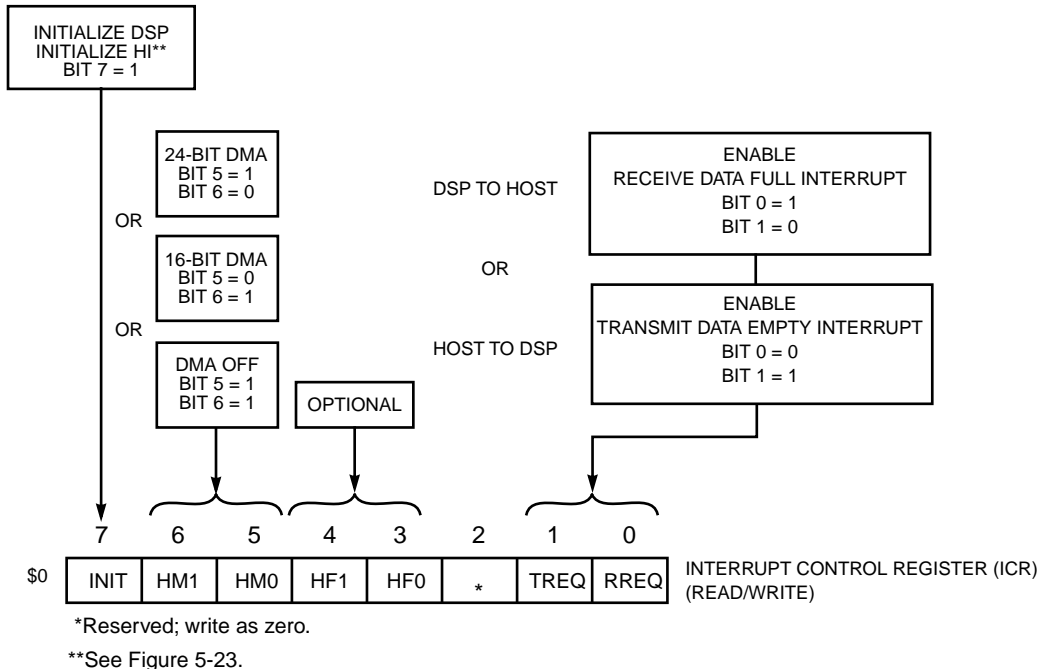 INITIALIZE DSP
INITIALIZE HI**
BIT 7 = 1
24-BIT DMA
BIT 5 = 1
BIT 6 = 0
OR
16-BIT DMA
BIT 5 = 0
BIT 6 = 1
OR
DMA OFF
BIT 5 = 1
BIT 6 = 1
OPTIONAL
DSP TO HOST
ENABLE
RECEIVE DATA FULL INTERRUPT
BIT 0 = 1
BIT 1 = 0
OR
HOST TO DSP
ENABLE
TRANSMIT DATA EMPTY INTERRUPT
BIT 0 = 0
BIT 1 = 1
7 6 5 4 3 2 1 0
$0 INIT HM1 HM0 HF1 HF0 * TREQ RREQ
INTERRUPT CONTROL REGISTER (ICR)
(READ/WRITE)
*Reserved; write as zero.
**See Figure 5-23.